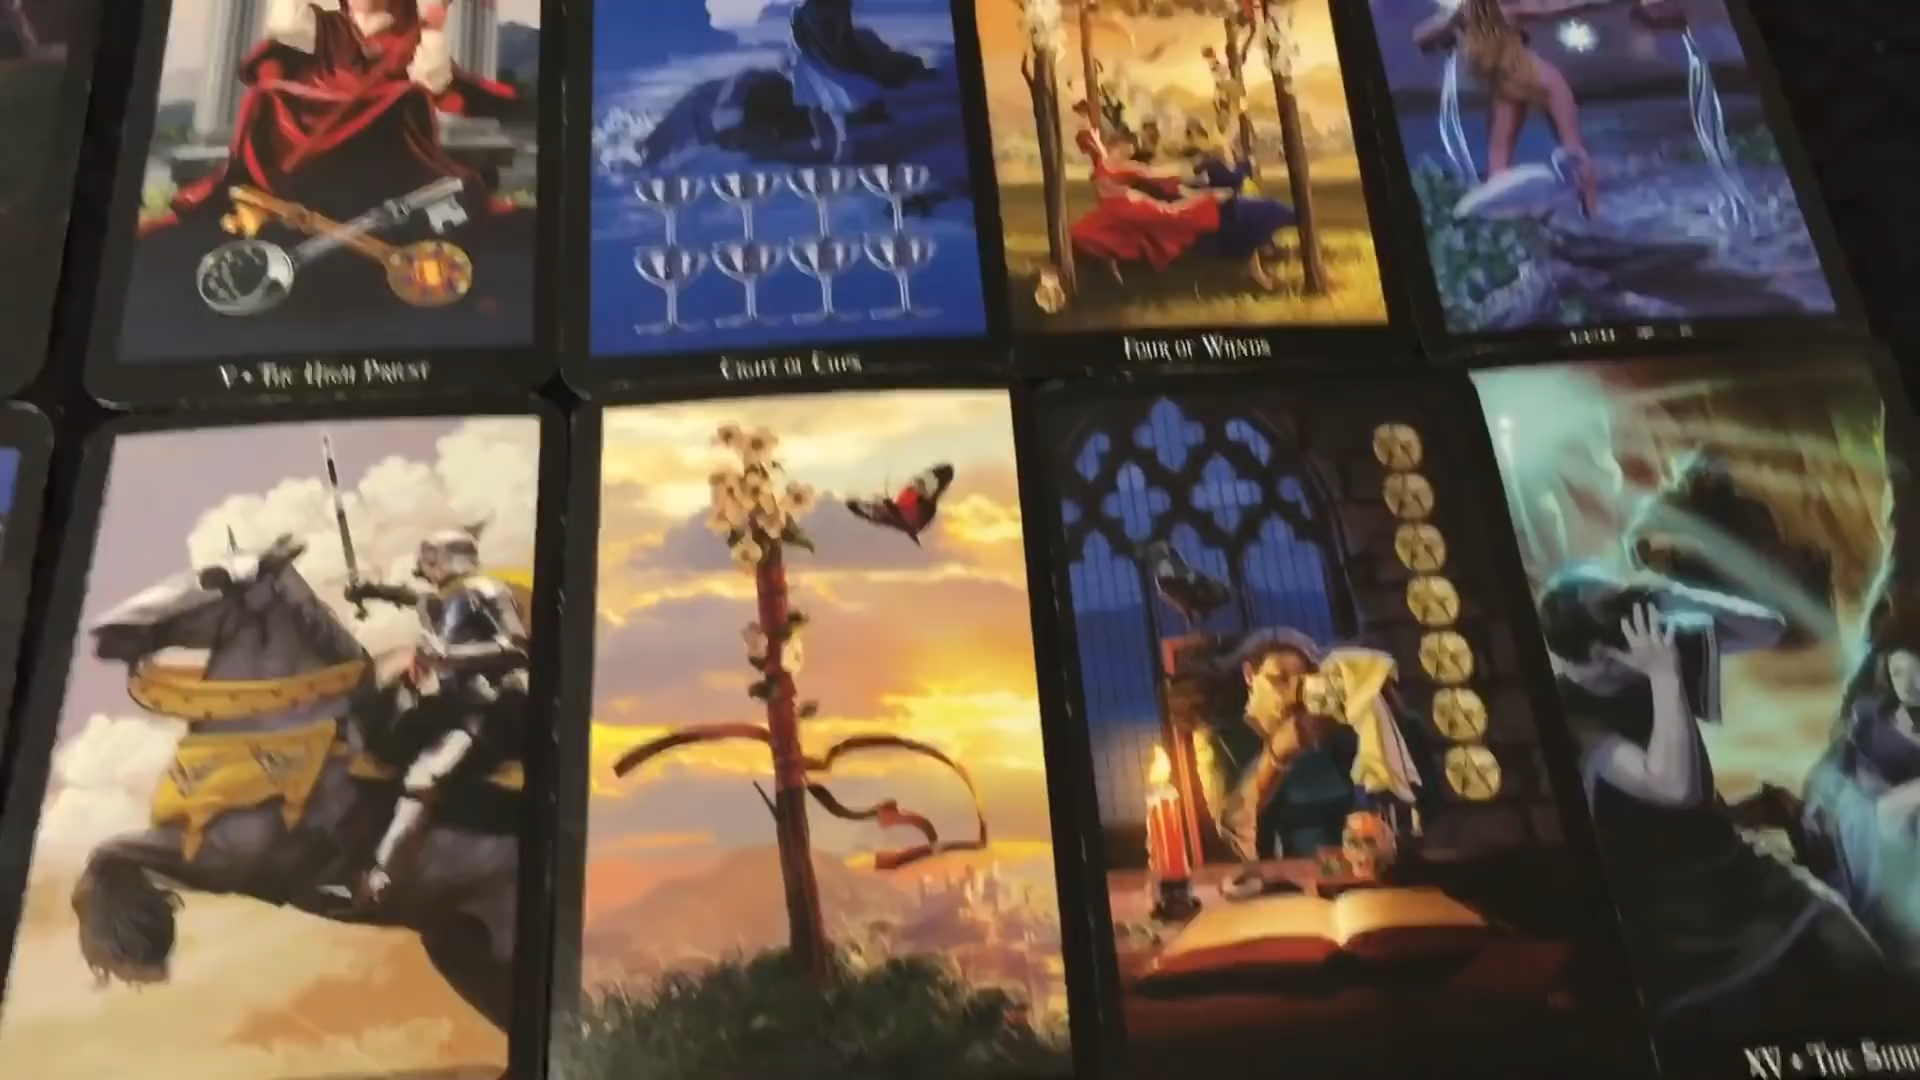 V • The High Priest
Eight of Cups
Four of Wands
XV • The